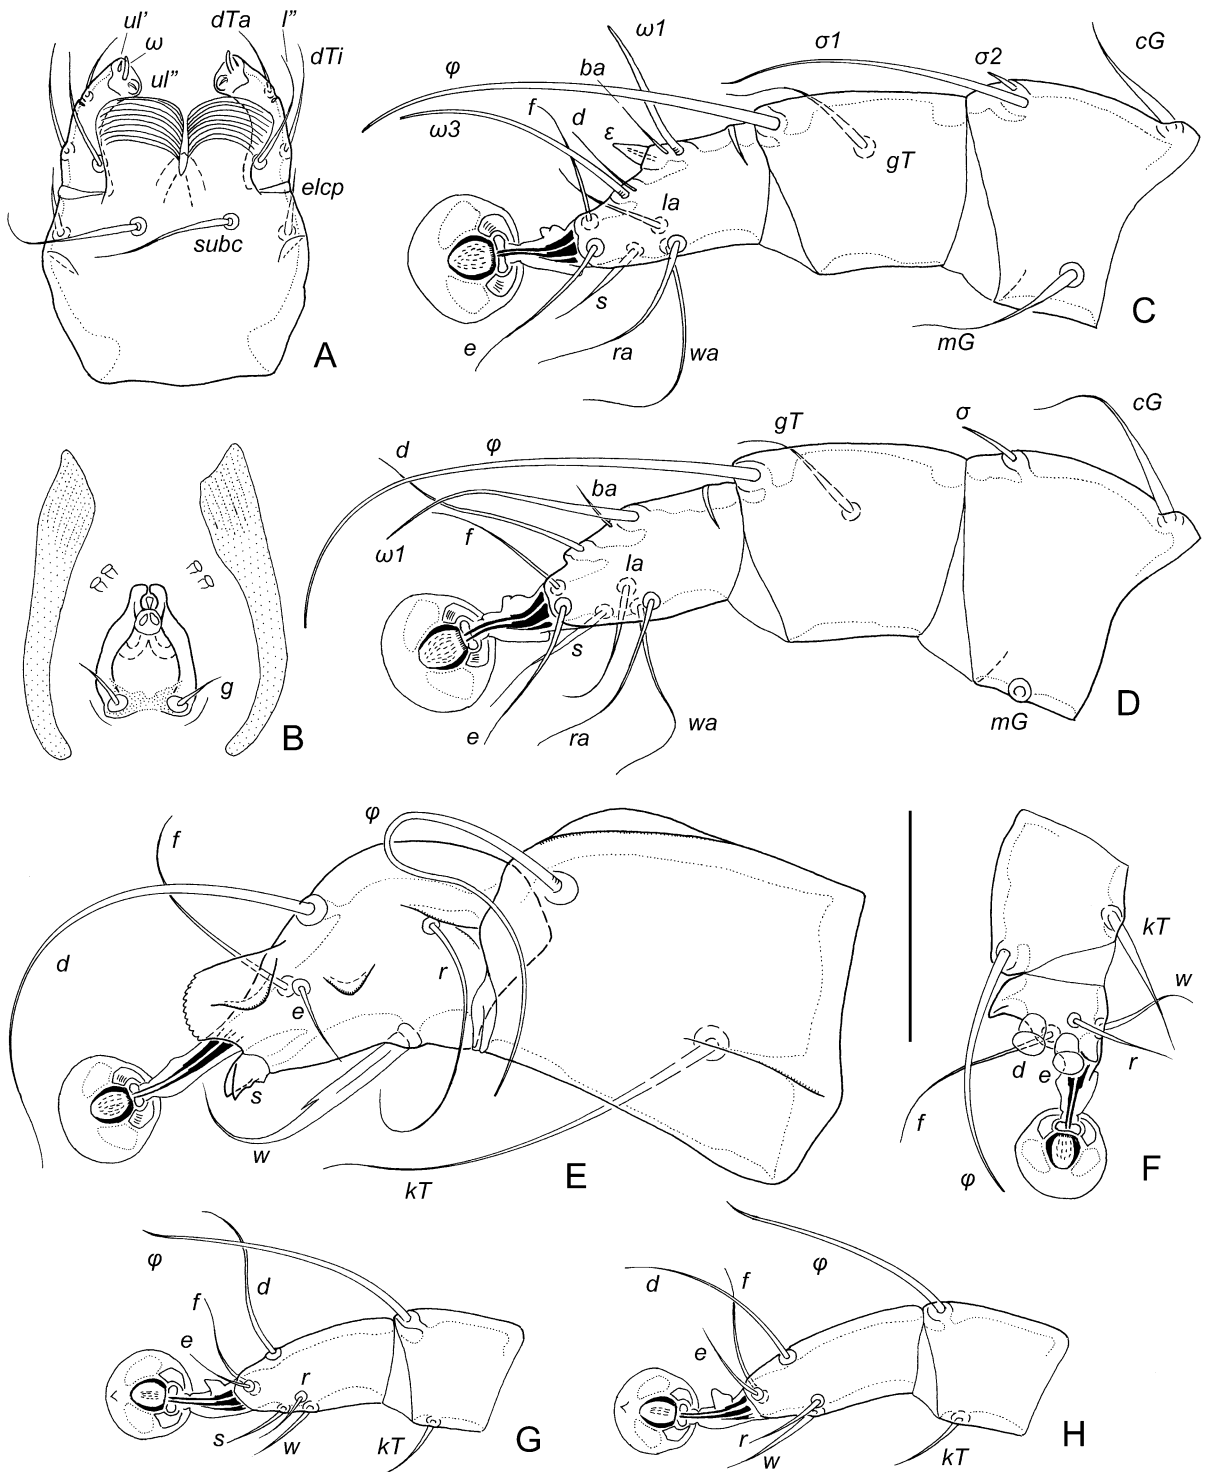 ul’
ω
ul”
dTa
l”
dTi
elcp
subc
A
φ
ω3
f
d
ba
ε
ω1
σ1
σ2
cG
gT
la
s
e
ra
wa
mG
C
g
B
d
φ
ω1
f
ba
gT
σ
cG
la
s
e
ra
wa
mG
D
f
φ
d
e
r
s
w
kT
E
kT
w
r
d
e
f
φ
F
φ
d
f
e
r
s
w
kT
G
φ
d
f
e
r
w
kT
H